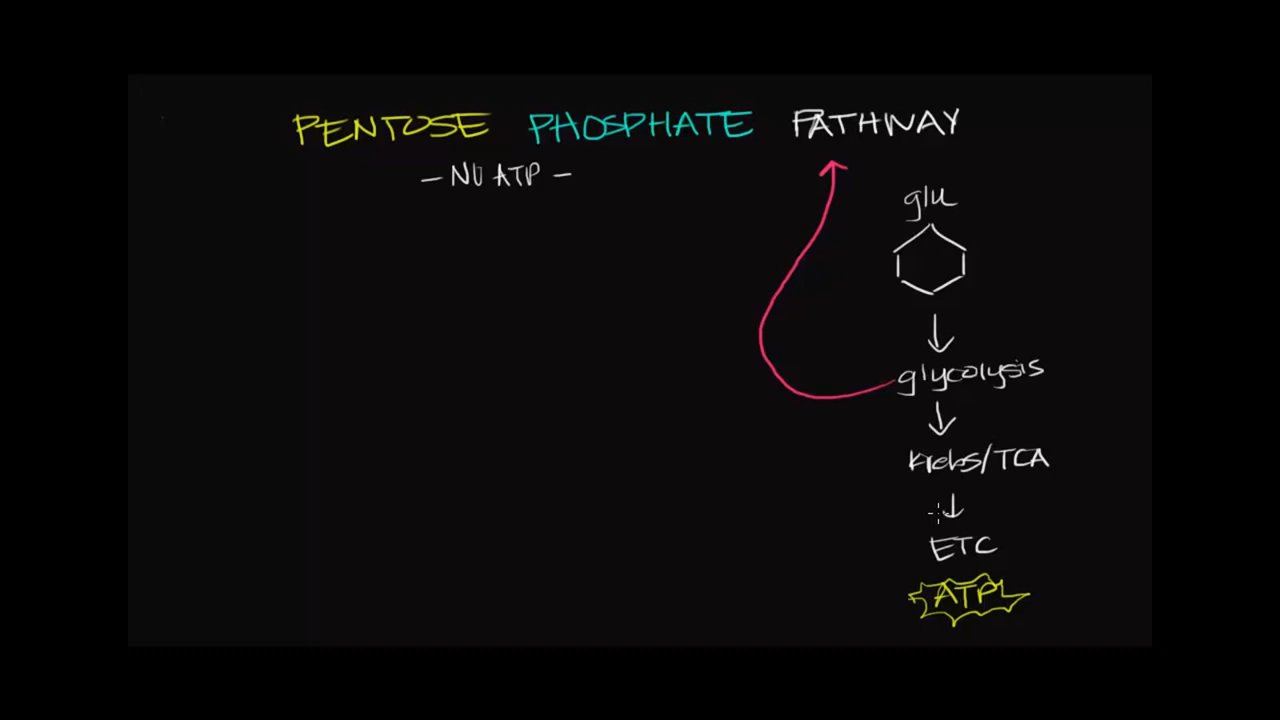 PENTOSE PHOSPHATE PATHWAY
- NO ATP -
glu
glycolysis
Krebs/TCA
ETC
ATP